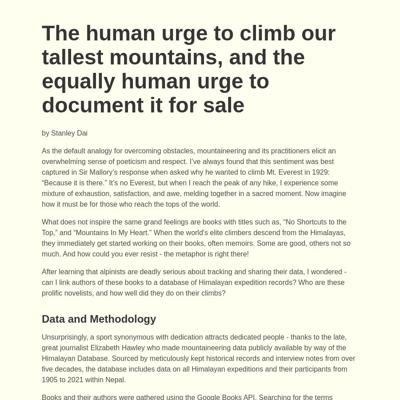 The human urge to climb our
tallest mountains, and the
equally human urge to
document it for sale
by Stanley Dai
As the default analogy for overcoming obstacles, mountaineering and its practitioners elicit an
overwhelming sense of poeticism and respect. I've always found that this sentiment was best
captured in Sir Mallory's response when asked why he wanted to climb Mt. Everest in 1929:
“Because it is there.” It's no Everest, but when I reach the peak of any hike, I experience some
mixture of exhaustion, satisfaction, and awe, melding together in a sacred moment. Now imagine
how it must be for those who reach the tops of the world.
What does not inspire the same grand feelings are books with titles such as, “No Shortcuts to the
Top,” and “Mountains In My Heart.” When the world's elite climbers descend from the Himalayas,
they immediately get started working on their books, often memoirs. Some are good, others not so
much. And how could you ever resist - the metaphor is right there!
After learning that alpinists are deadly serious about tracking and sharing their data, I wondered -
can I link authors of these books to a database of Himalayan expedition records? Who are these
prolific novelists, and how well did they do on their climbs?
Data and Methodology
Unsurprisingly, a sport synonymous with dedication attracts dedicated people - thanks to the late,
great journalist Elizabeth Hawley who made mountaineering data publicly available by way of the
Himalayan Database. Sourced by meticulously kept historical records and interview notes from over
five decades, the database includes data on all Himalayan expeditions and their participants from
1905 to 2021 within Nepal.
Books and their authors were gathered using the Google Books API. Searching for the terms